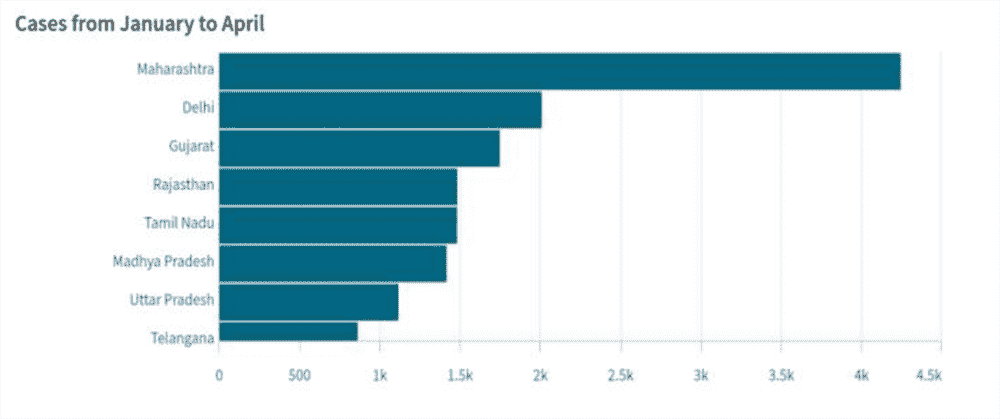 Cases from January to April
Maharashtra
Delhi
Gujarat
Rajasthan
Tamil Nadu
Madhya Pradesh
Uttar Pradesh
Telangana
0 500 1k 1.5k 2k 2.5k 3k 3.5k 4k 4.5k